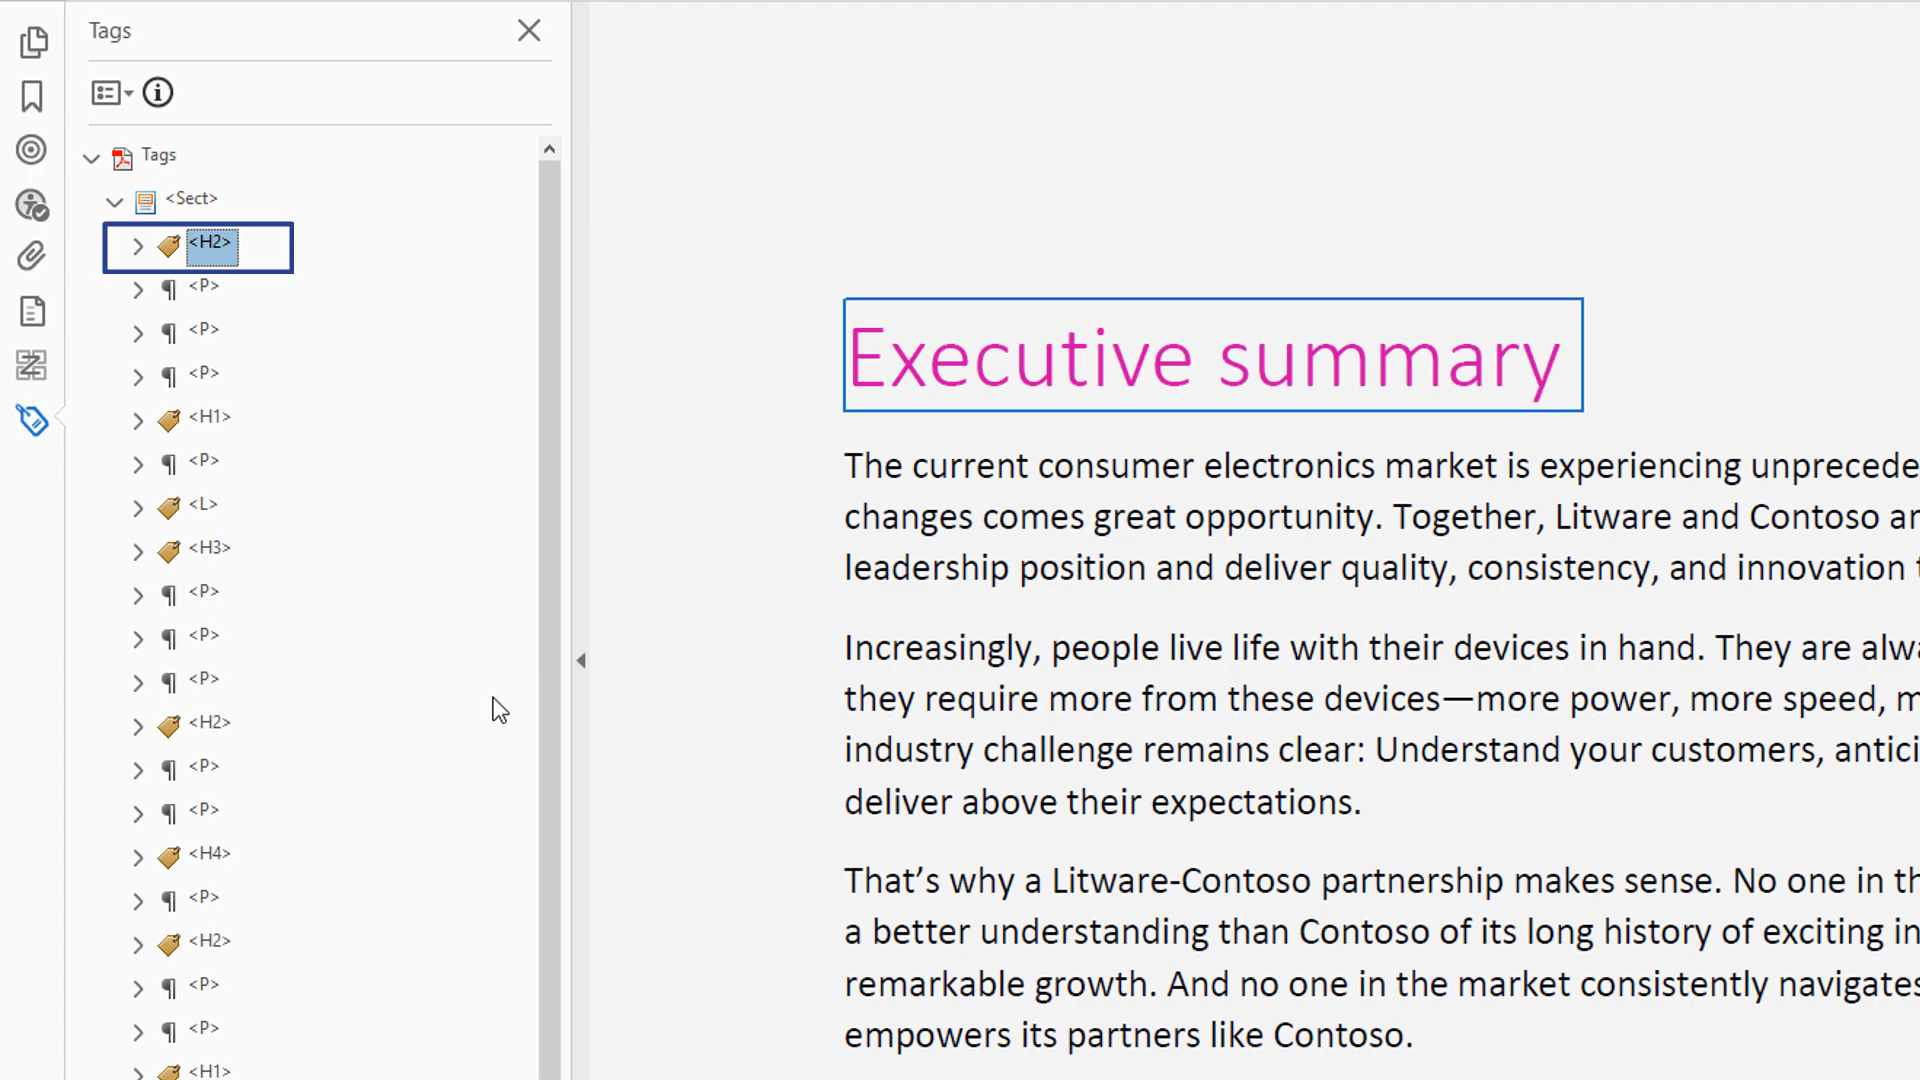 Tags
Tags
<Sect>
<H2>
<P>
<P>
<P>
<H1>
<P>
<L>
<H3>
<P>
<P>
<P>
<H2>
<P>
<P>
<H4>
<P>
<H2>
<P>
<P>
<H1>
Executive summary
The current consumer electronics market is experiencing unprecede
changes comes great opportunity. Together, Litware and Contoso ar
leadership position and deliver quality, consistency, and innovation t
Increasingly, people live life with their devices in hand. They are alwa
they require more from these devices—more power, more speed, m
industry challenge remains clear: Understand your customers, antici
deliver above their expectations.
That’s why a Litware-Contoso partnership makes sense. No one in th
a better understanding than Contoso of its long history of exciting in
remarkable growth. And no one in the market consistently navigates
empowers its partners like Contoso.